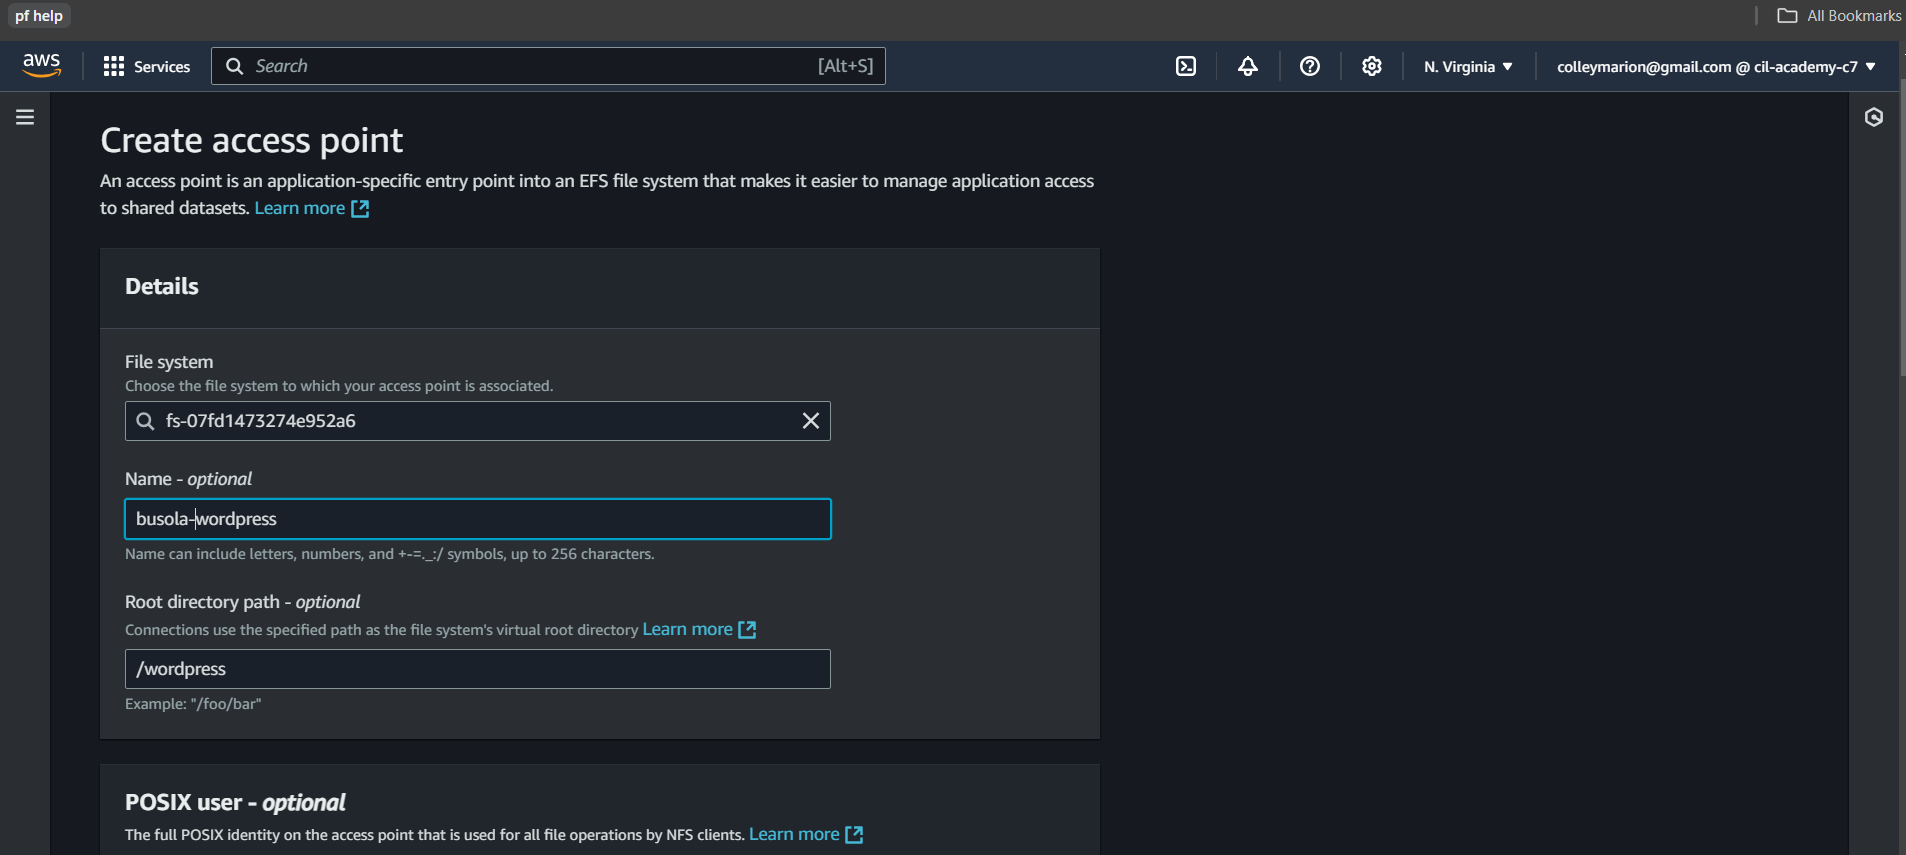 pf help
All Bookmarks
aws
Services
Search
[Alt+S]
N. Virginia
colleymarion@gmail.com @ cil-academy-c7
Create access point
An access point is an application-specific entry point into an EFS file system that makes it easier to manage application access
to shared datasets. Learn more
Details
File system
Choose the file system to which your access point is associated.
fs-07fd1473274e952a6
Name - optional
busola-wordpress
Name can include letters, numbers, and +-=._:/ symbols, up to 256 characters.
Root directory path - optional
Connections use the specified path as the file system's virtual root directory Learn more
/wordpress
Example: "/foo/bar"
POSIX user - optional
The full POSIX identity on the access point that is used for all file operations by NFS clients. Learn more